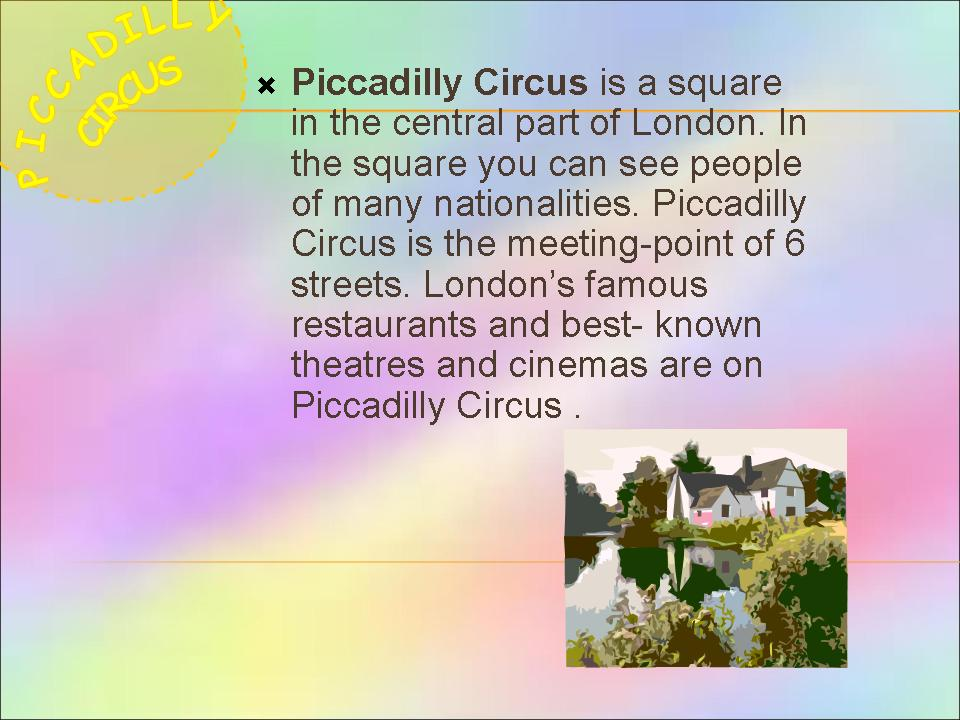 PICCADILLY
CIRCUS
Piccadilly Circus is a square
in the central part of London. In
the square you can see people
of many nationalities. Piccadilly
Circus is the meeting-point of 6
streets. London’s famous
restaurants and best- known
theatres and cinemas are on
Piccadilly Circus .